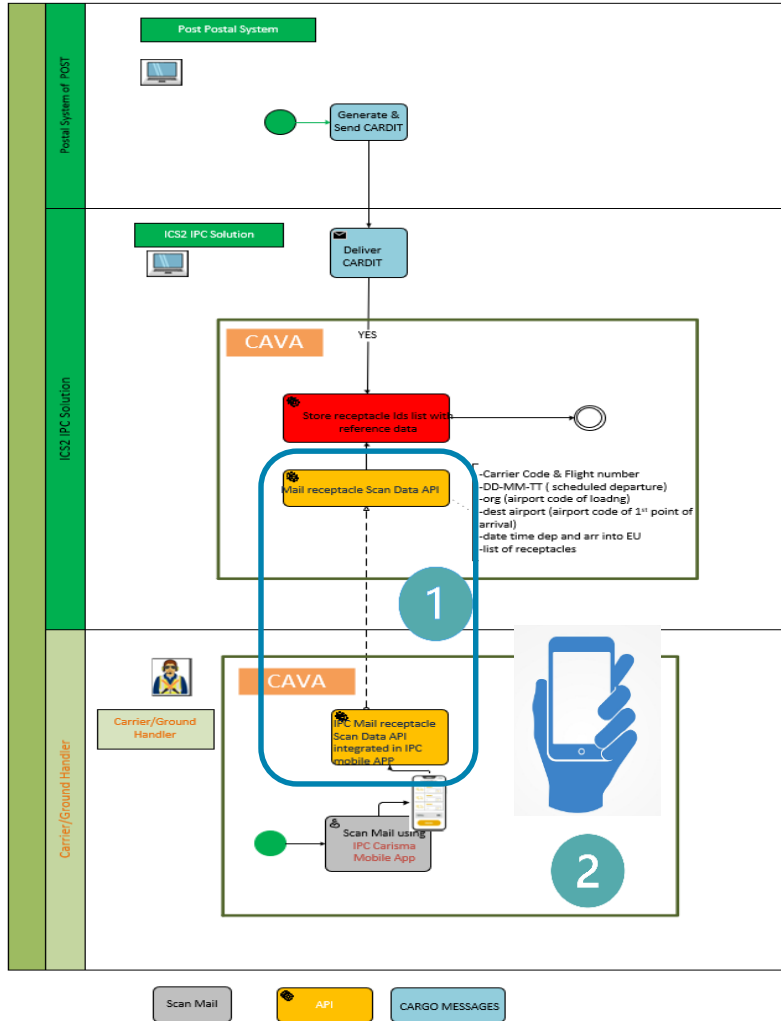 Postal System of POST
Post Postal System
Generate &
Send CARDIT
ICS2 IPC Solution
ICS2 IPC Solution
Deliver
CARDIT
CAVA
YES
Store receptacle Ids list with
reference data
Mail receptacle Scan Data API
-Carrier Code & Flight number
-DD-MM-TT ( scheduled departure)
-org (airport code of loadng)
-dest airport (airport code of 1st point of
arrival)
-date time dep and arr into EU
-list of receptacles
1
Carrier/Ground Handler
Carrier/Ground
Handler
CAVA
IPC Mail receptacle
Scan Data API
integrated in IPC
mobile APP
Scan Mail using
IPC Carisma
Mobile App
2
Scan Mail
API
CARGO MESSAGES